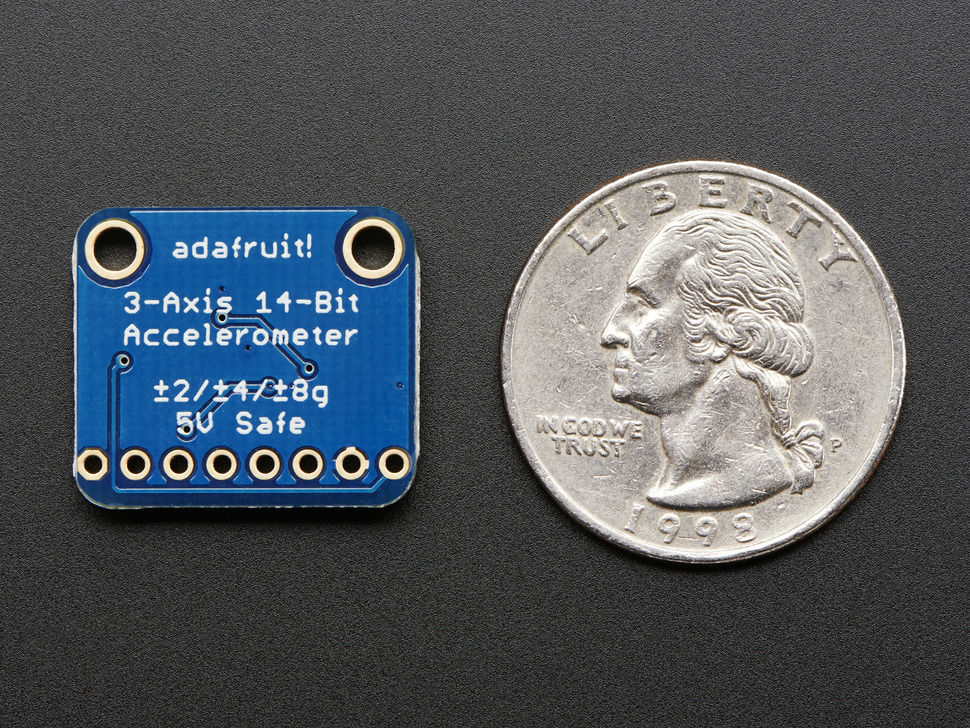 adafruit!
3-Axis 14-Bit
Accelerometer
±2/±4/±8g
5V Safe
LIBERTY
IN GOD WE
TRUST
P
1998